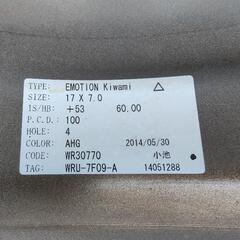 TYPE: EMOTION Kiwami △
SIZE: 17 X 7.0
IS/HB: +53 60.00
P.C.D.: 100
HOLE: 4
COLOR: AHG 2014/05/30
CODE: WR30770 小池
TAG: WRU-7F09-A 14051288